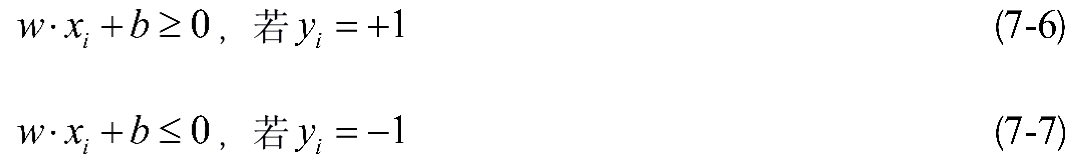 w·x_i + b ≥ 0，若 y_i = +1 (7-6)
w·x_i + b ≤ 0，若 y_i = −1 (7-7)